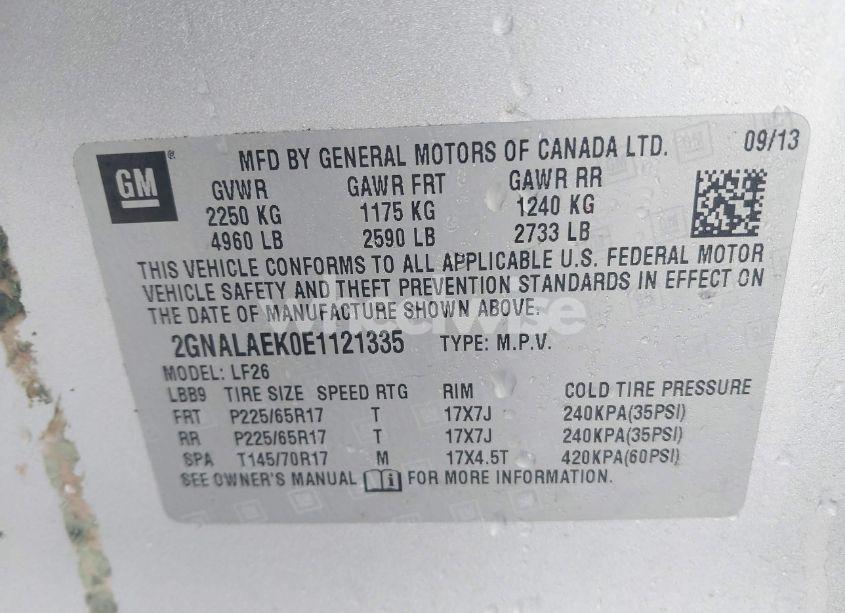 GM ® MFD BY GENERAL MOTORS OF CANADA LTD. 09/13
GVWR GAWR FRT GAWR RR
2250 KG 1175 KG 1240 KG
4960 LB 2590 LB 2733 LB
THIS VEHICLE CONFORMS TO ALL APPLICABLE U.S. FEDERAL MOTOR
VEHICLE SAFETY AND THEFT PREVENTION STANDARDS IN EFFECT ON
THE DATE OF MANUFACTURE SHOWN ABOVE.
wheelwise
2GNALAEK0E1121335 TYPE: M.P.V.
MODEL: LF26
LBB9 TIRE SIZE SPEED RTG RIM COLD TIRE PRESSURE
FRT P225/65R17 T 17X7J 240KPA(35PSI)
RR P225/65R17 T 17X7J 240KPA(35PSI)
SPA T145/70R17 M 17X4.5T 420KPA(60PSI)
SEE OWNER'S MANUAL FOR MORE INFORMATION.